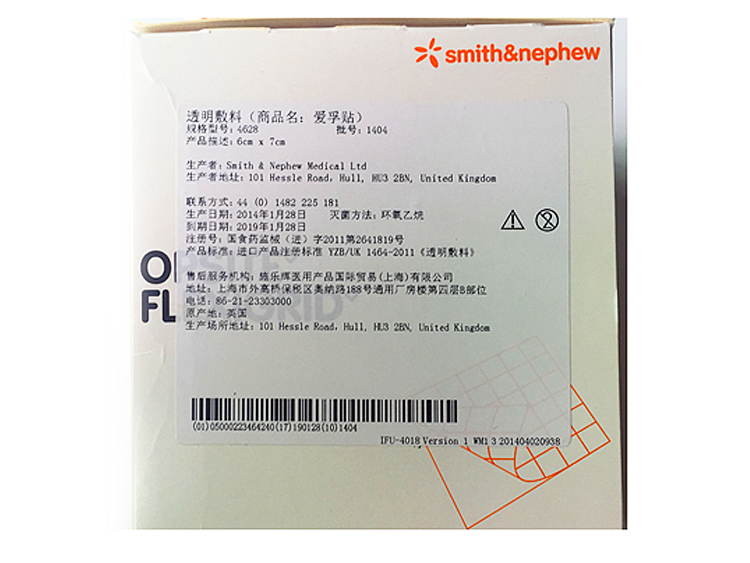 smith&nephew
透明敷料（商品名：爱孚贴）
规格型号：4628 批号：1404
产品描述：6cm x 7cm
生产者：Smith & Nephew Medical Ltd
生产者地址：101 Hessle Road, Hull, HU3 2BN, United Kingdom
联系方式：44 (0) 1482 225 181
生产日期：2014年1月28日 灭菌方法：环氧乙烷
到期日期：2019年1月28日
注册号：国食药监械（进）字2011第2641819号
产品标准：进口产品注册标准 YZB/UK 1464-2011《透明敷料》
OPSITE
FLEXIGRID
售后服务机构：施乐辉医用产品国际贸易(上海)有限公司
地址：上海市外高桥保税区奥纳路188号通用厂房楼第四层B部位
电话：86-21-23303000
原产地：英国
生产场所地址：101 Hessle Road, Hull, HU3 2BN, United Kingdom
(01)05000223464240(17)190128(10)1404
IFU-4018 Version 1 WM1 3 201404020938